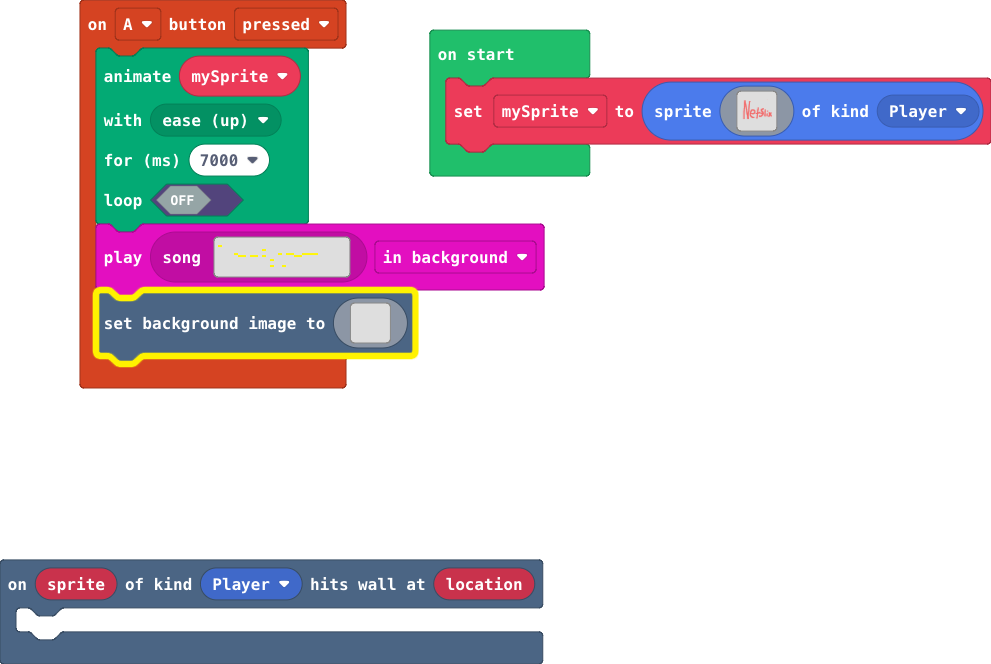 on A button pressed
animate mySprite
with ease (up)
for (ms) 7000
loop OFF
play song in background
set background image to
on start
set mySprite to sprite Netflix of kind Player
on sprite of kind Player hits wall at location